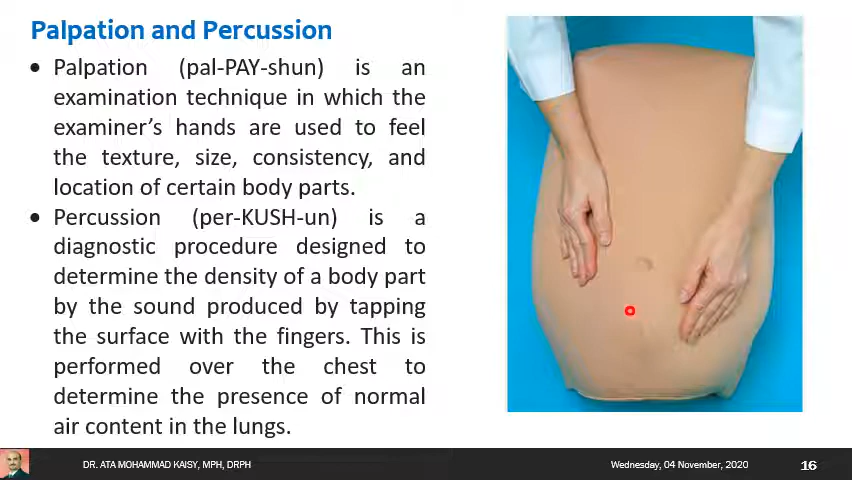 Palpation and Percussion
• Palpation (pal-PAY-shun) is an
examination technique in which the
examiner’s hands are used to feel
the texture, size, consistency, and
location of certain body parts.
• Percussion (per-KUSH-un) is a
diagnostic procedure designed to
determine the density of a body part
by the sound produced by tapping
the surface with the fingers. This is
performed over the chest to
determine the presence of normal
air content in the lungs.
DR. ATA MOHAMMAD KAISY, MPH, DRPH
Wednesday, 04 November, 2020
16